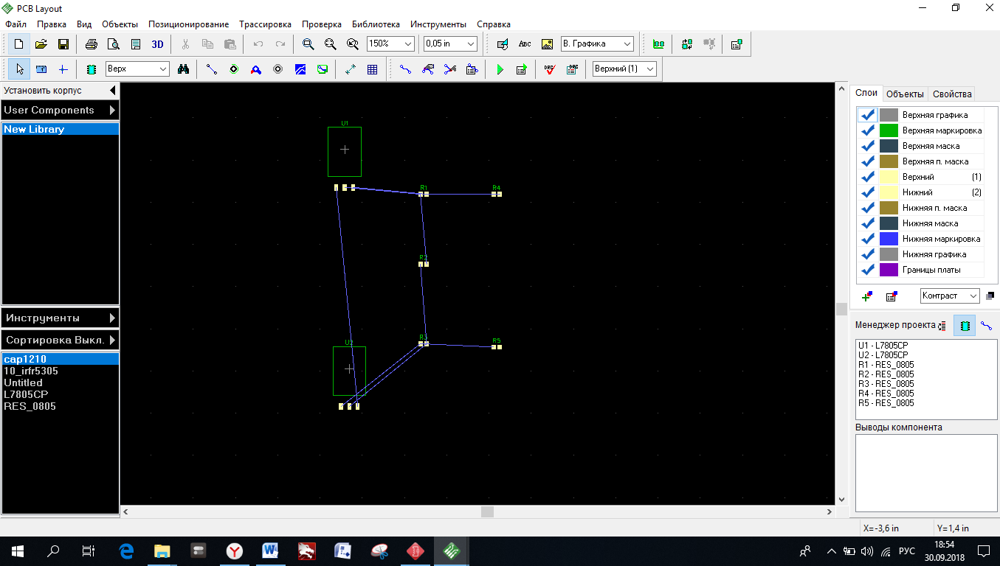 PCB Layout
Файл Правка Вид Объекты Позиционирование Трассировка Проверка Библиотека Инструменты Справка
3D 150% 0,05 in Abc В. Графика
Верх DRC DRC Верхний (1)
Установить корпус
User Components
New Library
Инструменты
Сортировка Выкл.
cap1210
10_irfr5305
Untitled
L7805CP
RES_0805
U1
R1 R4
R2
R3 R5
U2
Слои Объекты Свойства
Верхняя графика
Верхняя маркировка
Верхняя маска
Верхняя п. маска
Верхний (1)
Нижний (2)
Нижняя п. маска
Нижняя маска
Нижняя маркировка
Нижняя графика
Границы платы
Контраст
Менеджер проекта
U1 - L7805CP
U2 - L7805CP
R1 - RES_0805
R2 - RES_0805
R3 - RES_0805
R4 - RES_0805
R5 - RES_0805
Выводы компонента
X=-3,6 in Y=1,4 in
РУС 18:54
30.09.2018